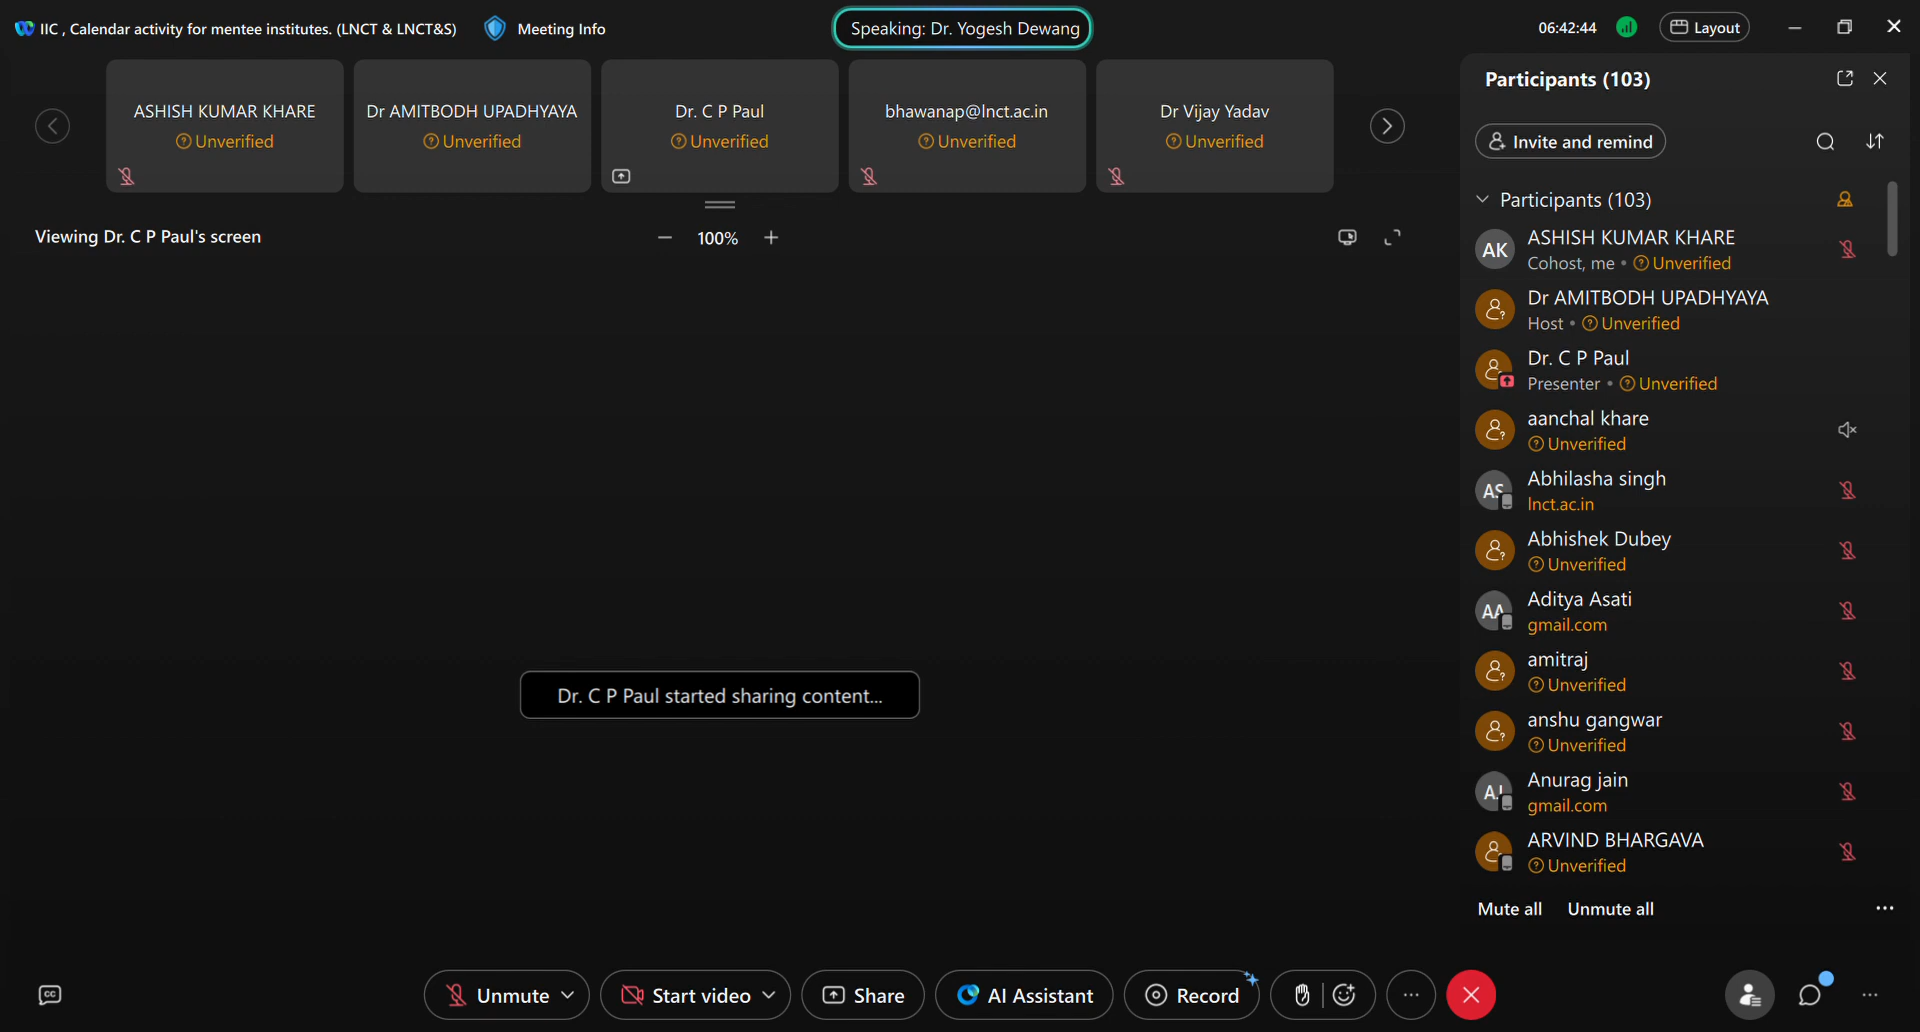 IIC , Calendar activity for mentee institutes. (LNCT & LNCT&S)
Meeting Info
Speaking: Dr. Yogesh Dewang
06:42:44
Layout
ASHISH KUMAR KHARE
Unverified
Dr AMITBODH UPADHYAYA
Unverified
Dr. C P Paul
Unverified
bhawanap@lnct.ac.in
Unverified
Dr Vijay Yadav
Unverified
Viewing Dr. C P Paul's screen
100%
Dr. C P Paul started sharing content...
Participants (103)
Invite and remind
Participants (103)
AK
ASHISH KUMAR KHARE
Cohost, me • Unverified
Dr AMITBODH UPADHYAYA
Host • Unverified
Dr. C P Paul
Presenter • Unverified
aanchal khare
Unverified
AS
Abhilasha singh
lnct.ac.in
Abhishek Dubey
Unverified
AA
Aditya Asati
gmail.com
amitraj
Unverified
anshu gangwar
Unverified
AJ
Anurag jain
gmail.com
ARVIND BHARGAVA
Unverified
Mute all
Unmute all
CC
Unmute
Start video
Share
AI Assistant
Record